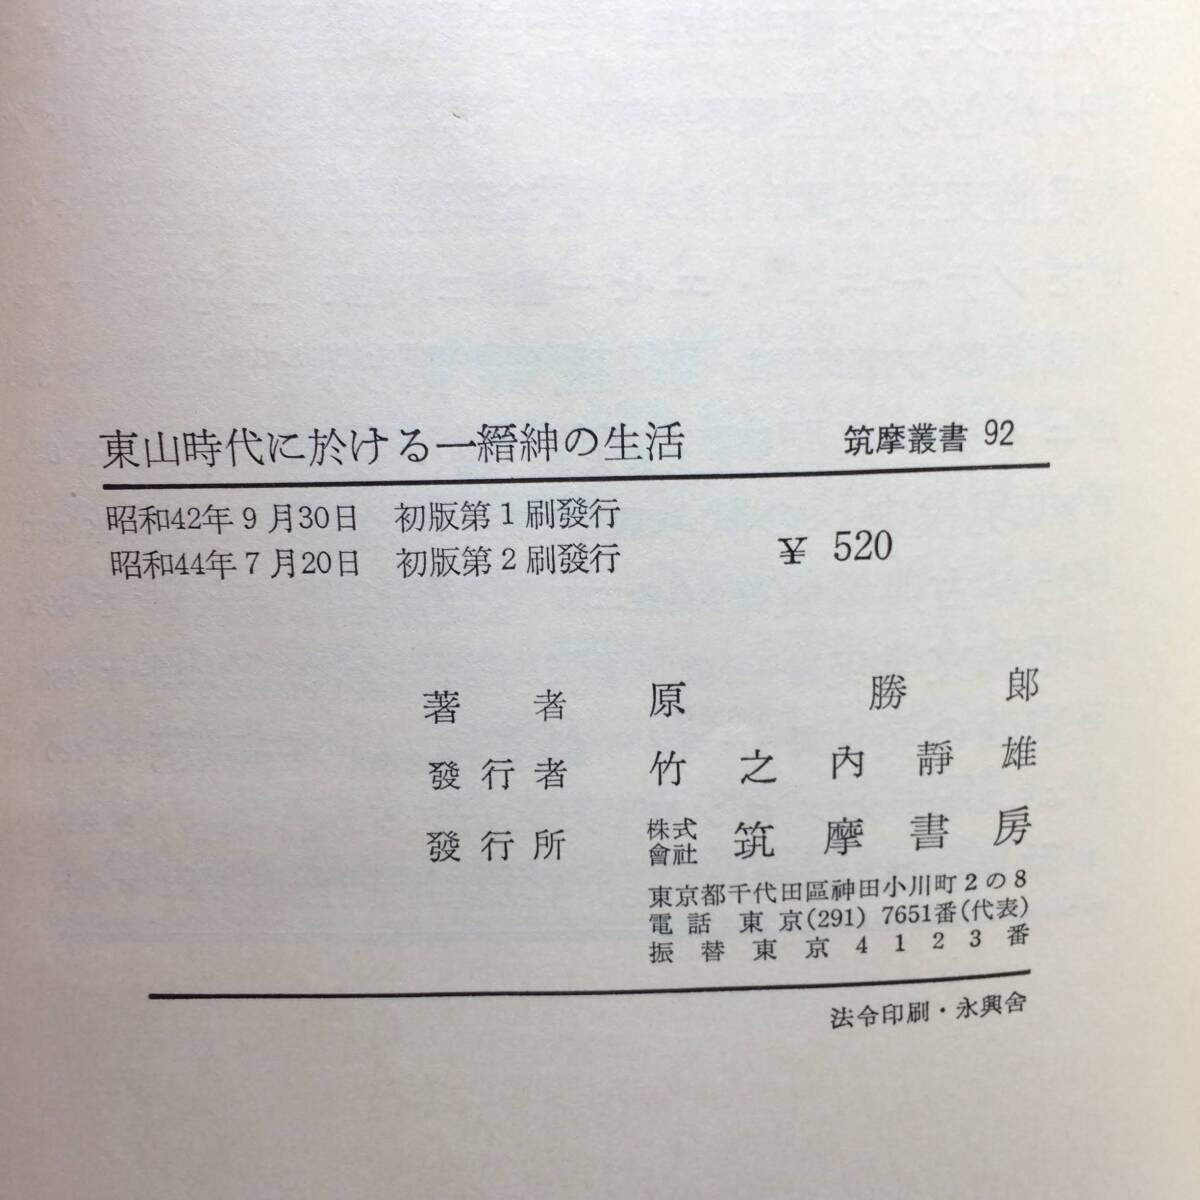 東山時代に於ける一縉紳の生活 筑摩叢書 92
昭和42年9月30日 初版第1刷發行
昭和44年7月20日 初版第2刷發行
¥ 520
著者 原勝郎
發行者 竹之內靜雄
發行所 株式會社 筑摩書房
東京都千代田區神田小川町2の8
電話 東京(291) 7651番(代表)
振替東京4123番
法令印刷・永興舍